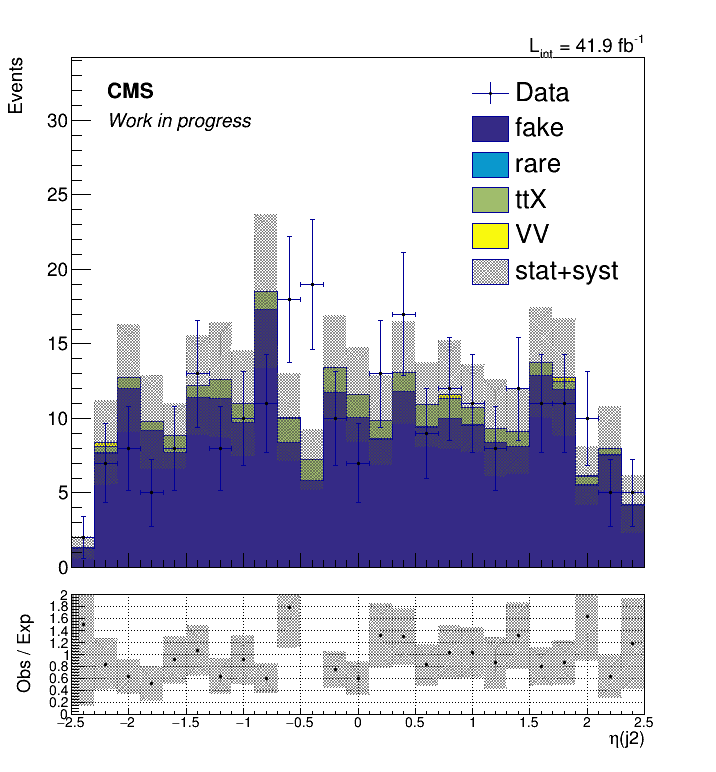 L_int = 41.9 fb^-1
Events
CMS
Work in progress
Data
fake
rare
ttX
VV
stat+syst
30
25
20
15
10
5
0
Obs / Exp
2
1.8
1.6
1.4
1.2
1
0.8
0.6
0.4
0.2
0
−2.5 −2 −1.5 −1 −0.5 0 0.5 1 1.5 2 2.5
η(j2)